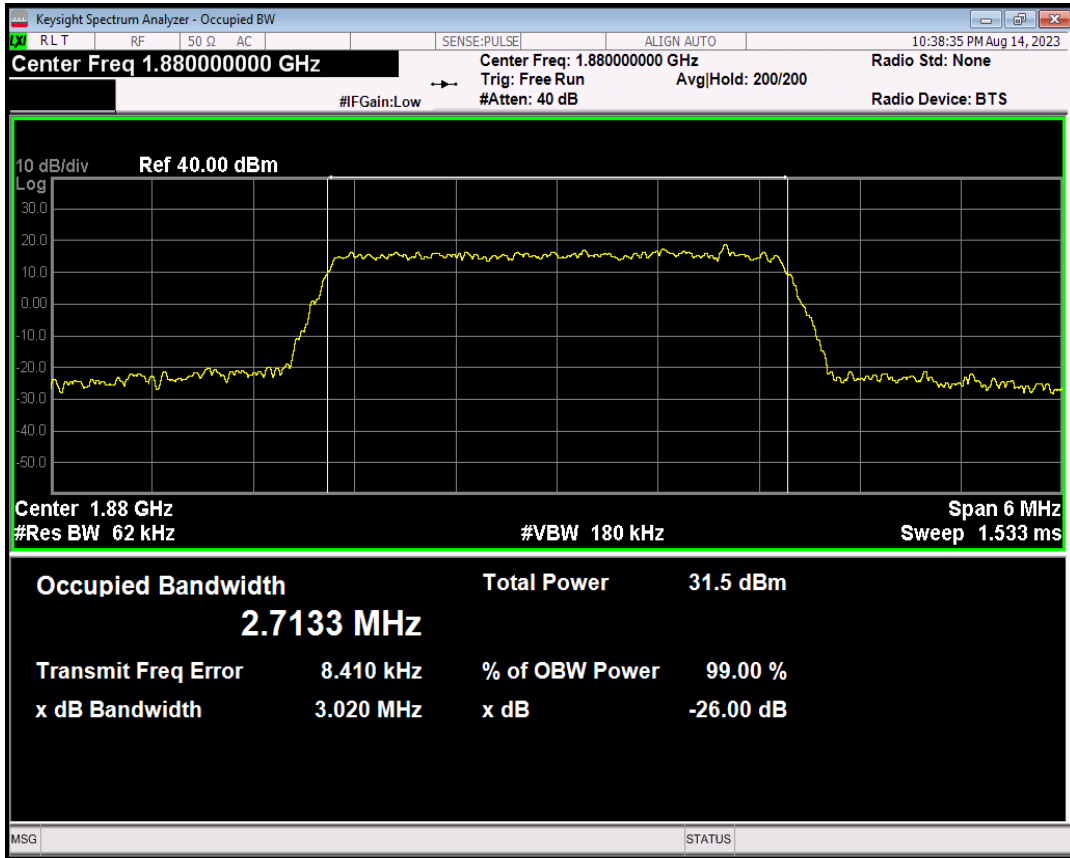 Keysight Spectrum Analyzer - Occupied BW
LXI RLT RF 50 Ω AC SENSE:PULSE ALIGN AUTO 10:38:35 PM Aug 14, 2023
Center Freq 1.880000000 GHz Center Freq: 1.880000000 GHz Radio Std: None
Trig: Free Run Avg|Hold: 200/200
#IFGain:Low #Atten: 40 dB Radio Device: BTS
10 dB/div Ref 40.00 dBm
Log
30.0
20.0
10.0
0.00
-10.0
-20.0
-30.0
-40.0
-50.0
Center 1.88 GHz Span 6 MHz
#Res BW 62 kHz #VBW 180 kHz Sweep 1.533 ms
Occupied Bandwidth Total Power 31.5 dBm
2.7133 MHz
Transmit Freq Error 8.410 kHz % of OBW Power 99.00 %
x dB Bandwidth 3.020 MHz x dB -26.00 dB
MSG STATUS